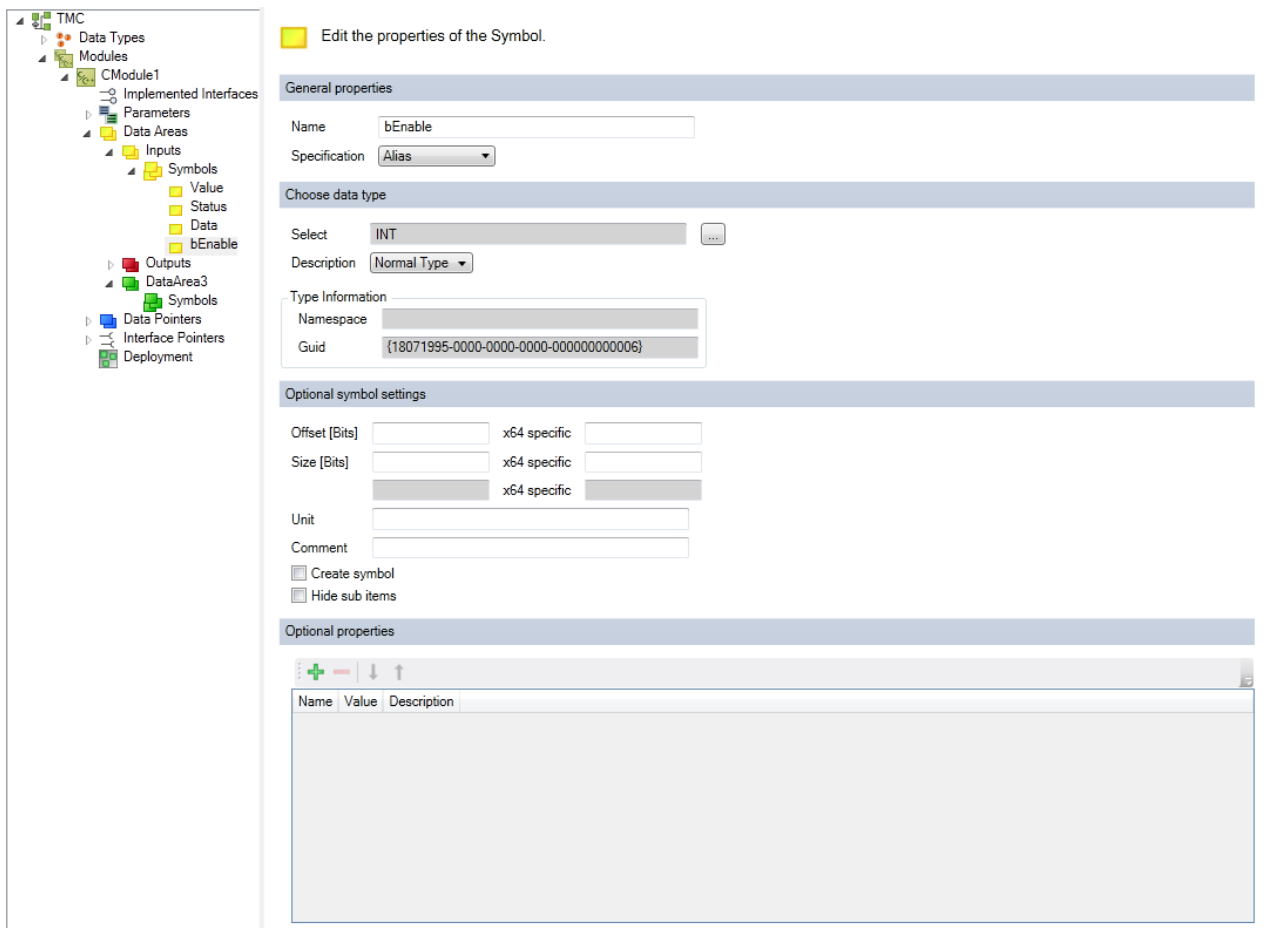 TMC
Data Types
Modules
CModule1
Implemented Interfaces
Parameters
Data Areas
Inputs
Symbols
Value
Status
Data
bEnable
Outputs
DataArea3
Symbols
Data Pointers
Interface Pointers
Deployment
Edit the properties of the Symbol.
General properties
Name bEnable
Specification Alias
Choose data type
Select INT ...
Description Normal Type
Type Information
Namespace
Guid {18071995-0000-0000-0000-000000000006}
Optional symbol settings
Offset [Bits] x64 specific
Size [Bits] x64 specific
x64 specific
Unit
Comment
Create symbol
Hide sub items
Optional properties
Name Value Description